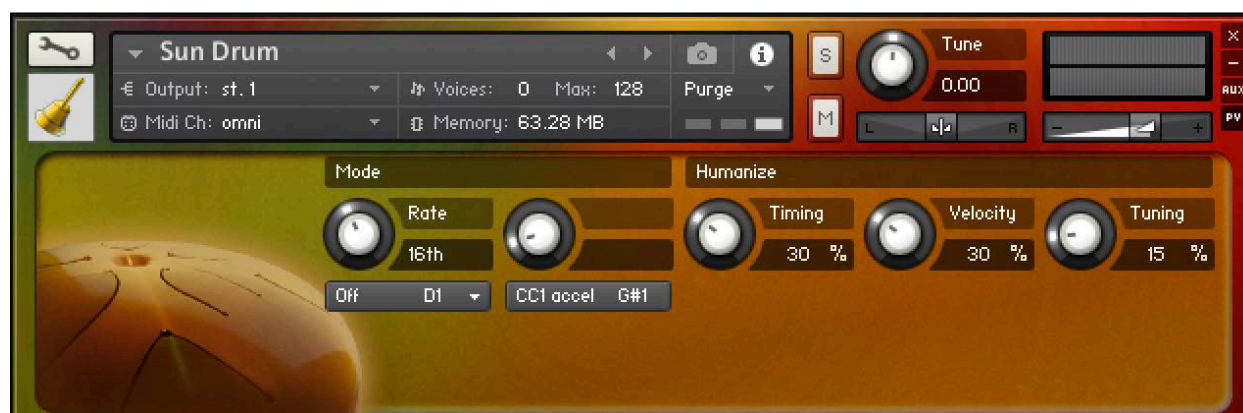 Sun Drum
Output: st. 1
Voices: 0 Max: 128
Purge
Midi Ch: omni
Memory: 63.28 MB
S
M
Tune
0.00
L R
- +
×
-
AUX
PV
Mode
Humanize
Rate
16th
Timing
30 %
Velocity
30 %
Tuning
15 %
Off D1
CC1 accel G#1